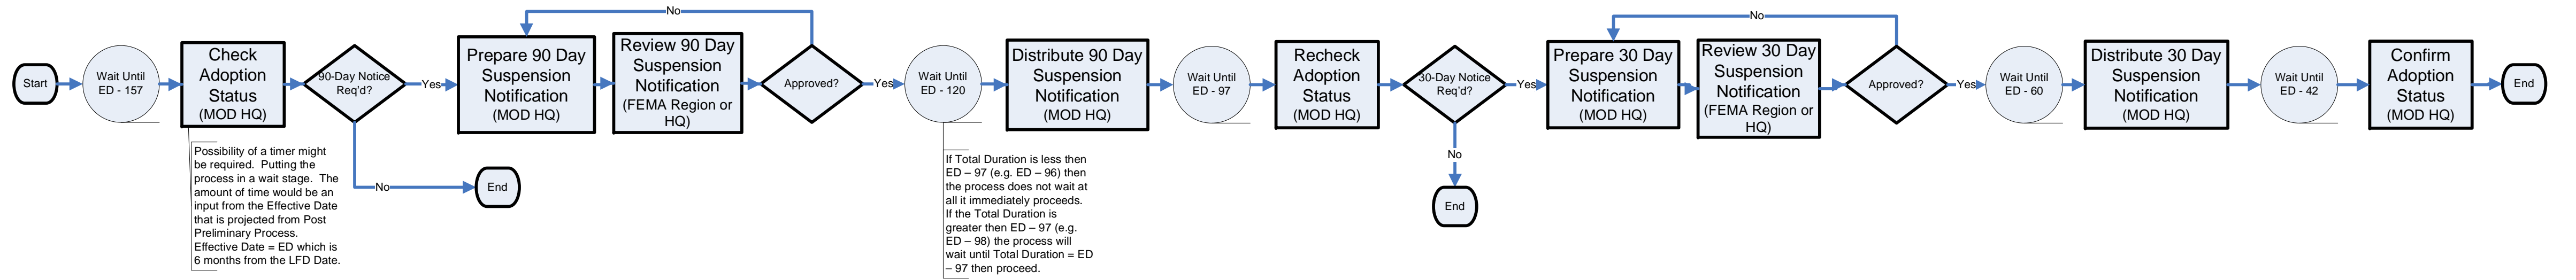 Start
Wait Until
ED - 157
Check
Adoption
Status
(MOD HQ)
90-Day Notice
Req'd?
Yes
No
End
Prepare 90 Day
Suspension
Notification
(MOD HQ)
Review 90 Day
Suspension
Notification
(FEMA Region or
HQ)
Approved?
No
Yes
Wait Until
ED - 120
Distribute 90 Day
Suspension
Notification
(MOD HQ)
Wait Until
ED - 97
Recheck
Adoption
Status
(MOD HQ)
30-Day Notice
Req'd?
Yes
No
End
Prepare 30 Day
Suspension
Notification
(MOD HQ)
Review 30 Day
Suspension
Notification
(FEMA Region or
HQ)
Approved?
No
Yes
Wait Until
ED - 60
Distribute 30 Day
Suspension
Notification
(MOD HQ)
Wait Until
ED - 42
Confirm
Adoption
Status
(MOD HQ)
End
Possibility of a timer might
be required.  Putting the
process in a wait stage.  The
amount of time would be an
input from the Effective Date
that is projected from Post
Preliminary Process.
Effective Date = ED which is
6 months from the LFD Date.
If Total Duration is less then
ED – 97 (e.g. ED – 96) then
the process does not wait at
all it immediately proceeds.
If the Total Duration is
greater then ED – 97 (e.g.
ED – 98) the process will
wait until Total Duration = ED
– 97 then proceed.